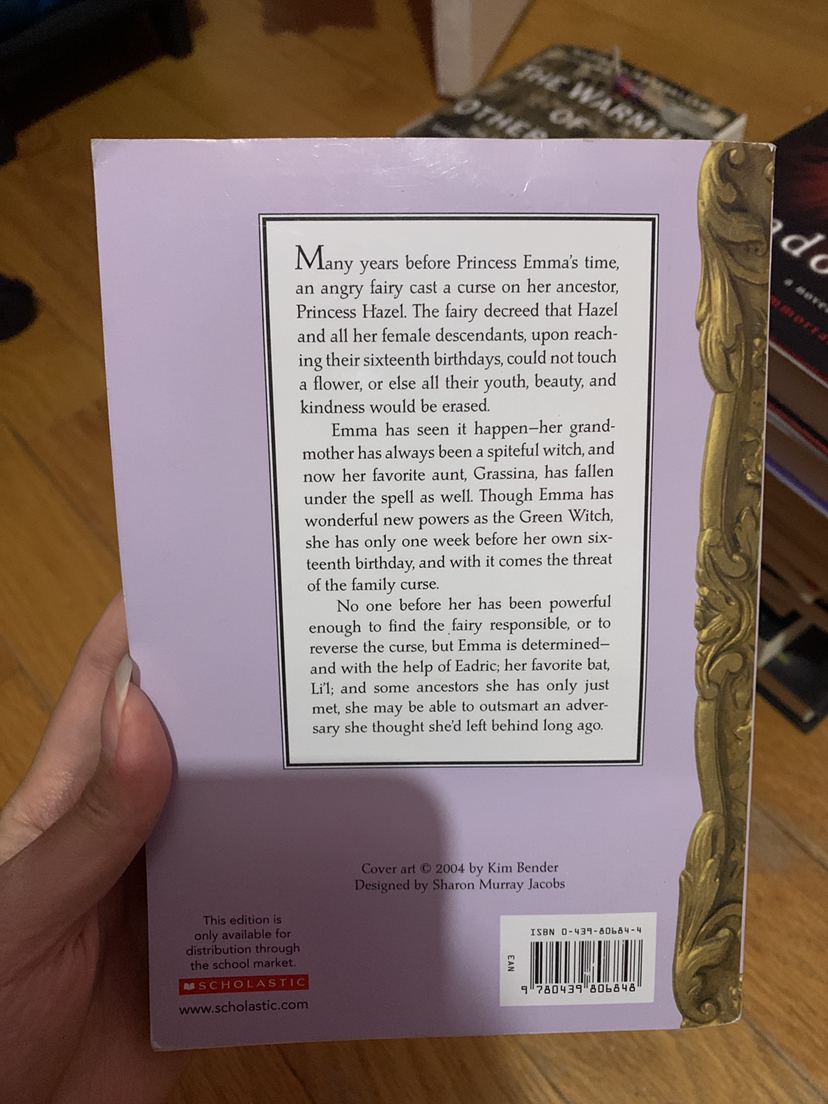 THE WARM
OF
OTHER
a nove
Many years before Princess Emma's time,
an angry fairy cast a curse on her ancestor,
Princess Hazel. The fairy decreed that Hazel
and all her female descendants, upon reach-
ing their sixteenth birthdays, could not touch
a flower, or else all their youth, beauty, and
kindness would be erased.
Emma has seen it happen—her grand-
mother has always been a spiteful witch, and
now her favorite aunt, Grassina, has fallen
under the spell as well. Though Emma has
wonderful new powers as the Green Witch,
she has only one week before her own six-
teenth birthday, and with it comes the threat
of the family curse.
No one before her has been powerful
enough to find the fairy responsible, or to
reverse the curse, but Emma is determined—
and with the help of Eadric; her favorite bat,
Li'l; and some ancestors she has only just
met, she may be able to outsmart an adver-
sary she thought she'd left behind long ago.
Cover art © 2004 by Kim Bender
Designed by Sharon Murray Jacobs
This edition is
only available for
distribution through
the school market.
SCHOLASTIC
www.scholastic.com
ISBN 0-439-80684-4
EAN
9 780439 806848